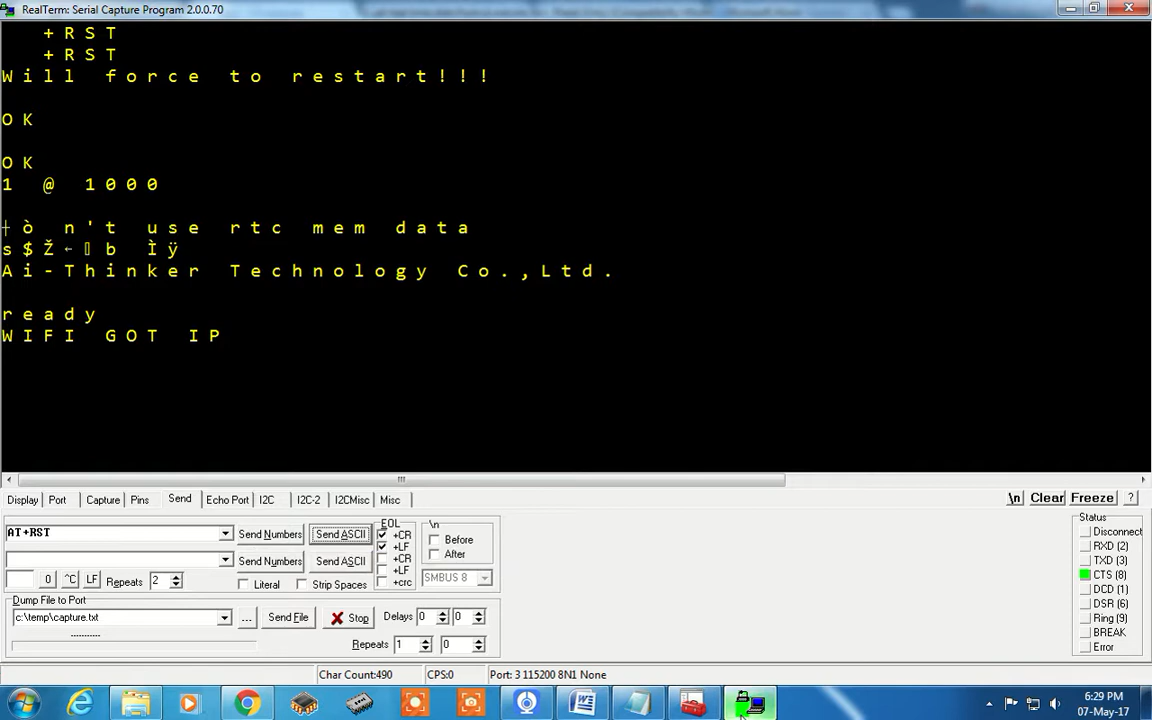 RealTerm: Serial Capture Program 2.0.0.70
+RST
+RST
Will force to restart!!!
OK
OK
1 @ 1000
n't use rtc mem data
Ai-Thinker Technology Co.,Ltd.
ready
WIFI GOT IP
Display Port Capture Pins Send Echo Port I2C I2C-2 I2CMisc Misc \n Clear Freeze ?
AT+RST Send Numbers Send ASCII
Send Numbers Send ASCII
EOL
+CR
+LF
+CR
+LF
+crc
\n
Before
After
SMBUS 8
0 ^C LF Repeats 2 Literal Strip Spaces
Dump File to Port
c:\temp\capture.txt ... Send File Stop Delays 0 0
Repeats 1 0
Status
Disconnect
RXD (2)
TXD (3)
CTS (8)
DCD (1)
DSR (6)
Ring (9)
BREAK
Error
Char Count:490 CPS:0 Port: 3 115200 8N1 None
6:29 PM
07-May-17